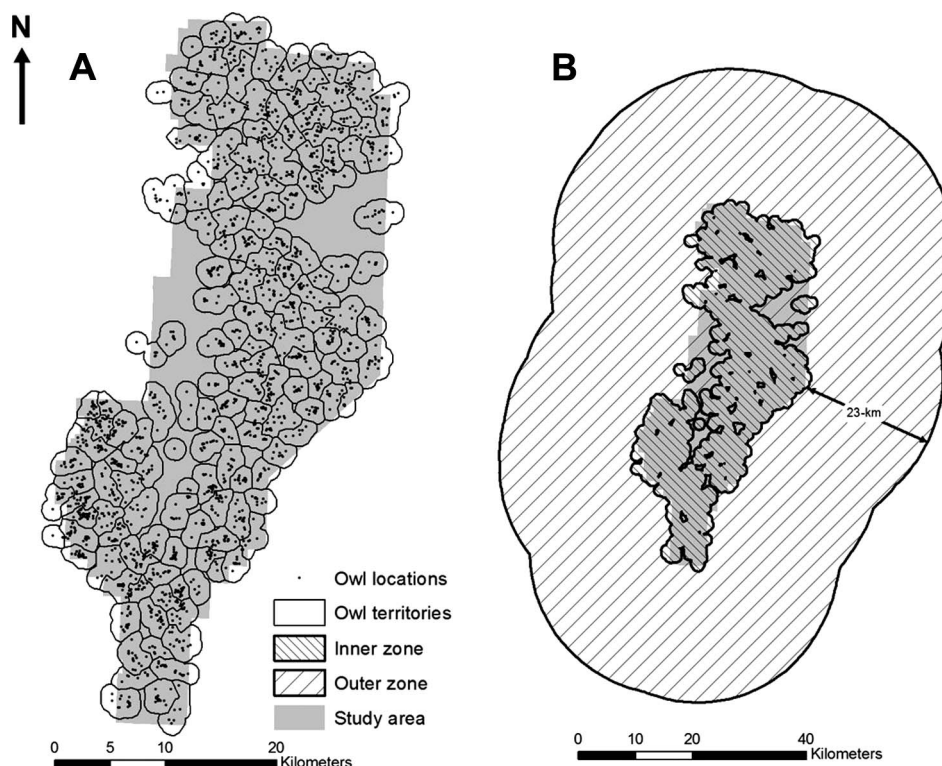 N
A
B
23-km
Owl locations
Owl territories
Inner zone
Outer zone
Study area
0 5 10 20
Kilometers
0 10 20 40
Kilometers